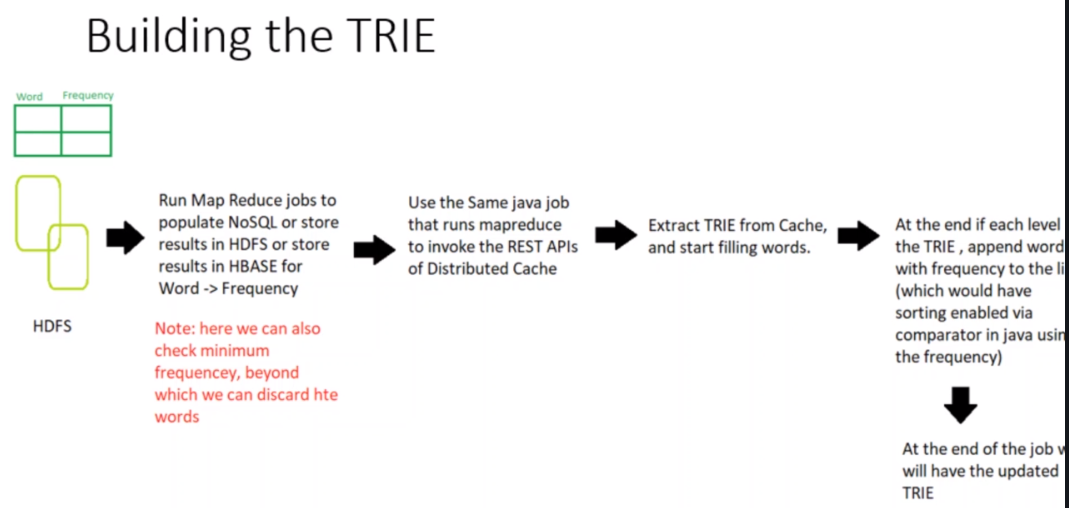 Building the TRIE
Word Frequency
Run Map Reduce jobs to
populate NoSQL or store
results in HDFS or store
results in HBASE for
Word -> Frequency
Note: here we can also
check minimum
frequencey, beyond
which we can discard hte
words
HDFS
Use the Same java job
that runs mapreduce
to invoke the REST APIs
of Distributed Cache
Extract TRIE from Cache,
and start filling words.
At the end if each level
the TRIE , append word
with frequency to the li
(which would have
sorting enabled via
comparator in java usin
the frequency)
At the end of the job
will have the updated
TRIE